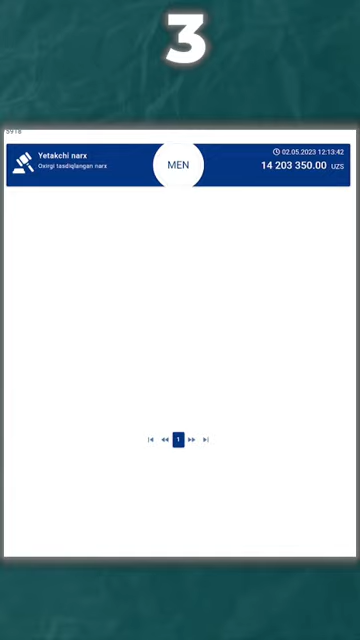 3
Yetakchi narx
Oxirgi tasdiqlangan narx
MEN
02.05.2023 12:13:42
14 203 350.00 UZS
1